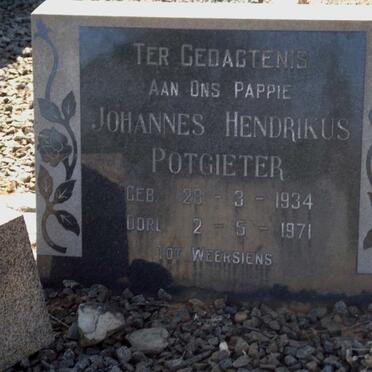 TER GEDAGTENIS
AAN ONS PAPPIE
JOHANNES HENDRIKUS
POTGIETER
GEB. 28 - 3 - 1934
OORL 2 - 5 - 1971
TOT WEERSIENS